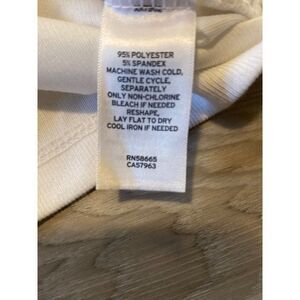 95% POLYESTER
5% SPANDEX
MACHINE WASH COLD,
GENTLE CYCLE,
SEPARATELY
ONLY NON-CHLORINE
BLEACH IF NEEDED
RESHAPE,
LAY FLAT TO DRY
COOL IRON IF NEEDED
RN58665
CA57963